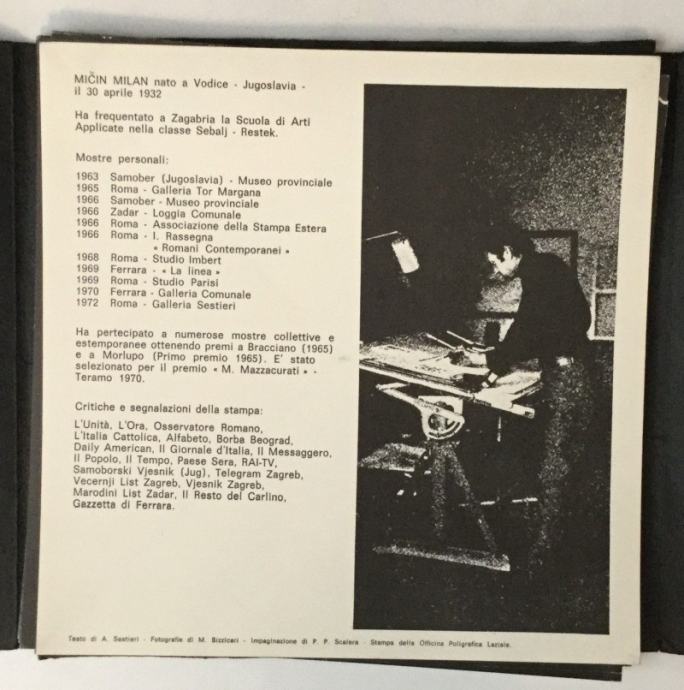 MIČIN MILAN nato a Vodice - Jugoslavia -
il 30 aprile 1932
Ha frequentato a Zagabria la Scuola di Arti
Applicate nella classe Sebalj - Restek.
Mostre personali:
1963 Samober (Jugoslavia) - Museo provinciale
1965 Roma - Galleria Tor Margana
1966 Samober - Museo provinciale
1966 Zadar - Loggia Comunale
1966 Roma - Associazione della Stampa Estera
1966 Roma - I. Rassegna
« Romani Contemporanei »
1968 Roma - Studio Imbert
1969 Ferrara - « La linea »
1969 Roma - Studio Parisi
1970 Ferrara - Galleria Comunale
1972 Roma - Galleria Sestieri
Ha pertecipato a numerose mostre collettive e
estemporanee ottenendo premi a Bracciano (1965)
e a Morlupo (Primo premio 1965). E' stato
selezionato per il premio « M. Mazzacurati » -
Teramo 1970.
Critiche e segnalazioni della stampa:
L'Unità, L'Ora, Osservatore Romano,
L'Italia Cattolica, Alfabeto, Borba Beograd,
Daily American, Il Giornale d'Italia, Il Messaggero,
Il Popolo, Il Tempo, Paese Sera, RAI-TV,
Samoborski Vjesnik (Jug), Telegram Zagreb,
Vecernji List Zagreb, Vjesnik Zagreb,
Marodini List Zadar, Il Resto del Carlino,
Gazzetta di Ferrara.
Testo di A. Sestieri - Fotografie di M. Bizzicari - Impaginazione di P. P. Scalera - Stampa della Officina Poligrafica Laziale.